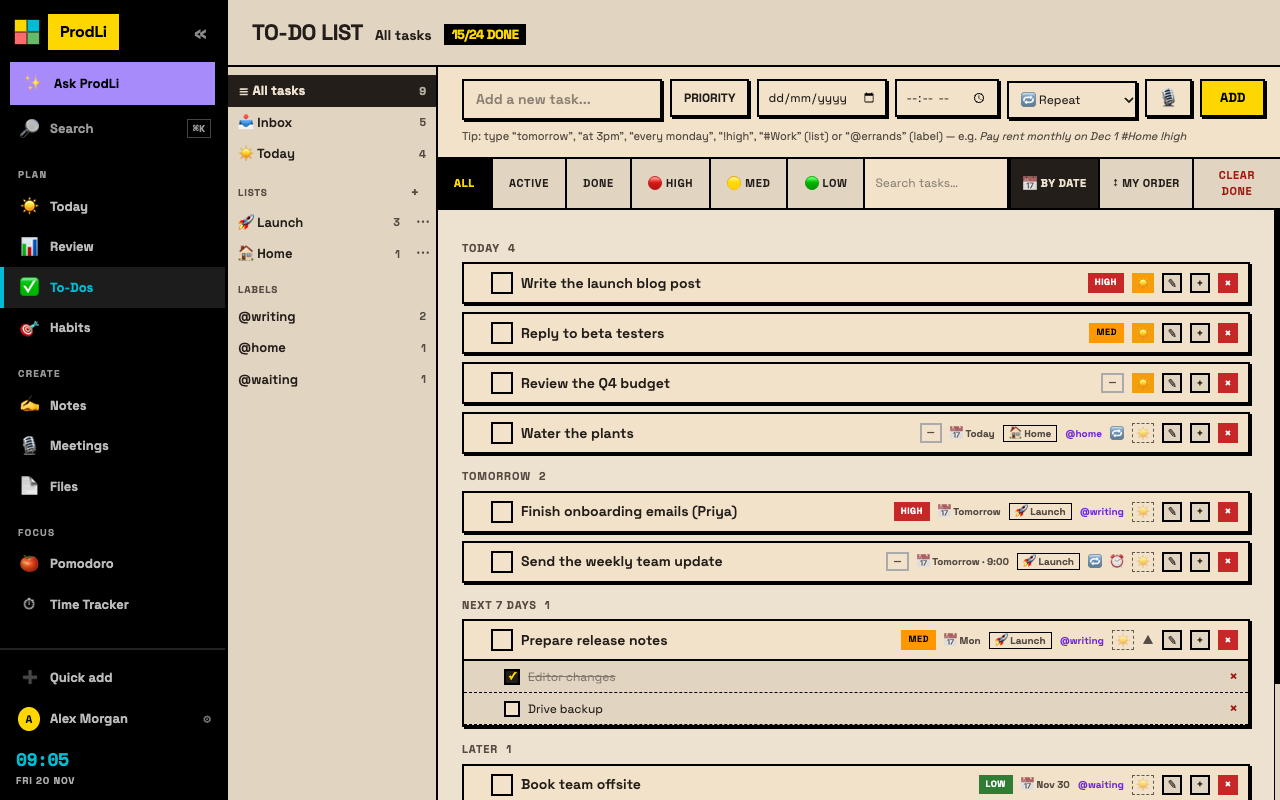 ProdLi
«
Ask ProdLi
Search ⌘K
PLAN
Today
Review
To-Dos
Habits
CREATE
Notes
Meetings
Files
FOCUS
Pomodoro
Time Tracker
Quick add
A Alex Morgan
09:05
FRI 20 NOV
TO-DO LIST All tasks 15/24 DONE
≡ All tasks 9
Inbox 5
Today 4
LISTS +
Launch 3 ⋯
Home 1 ⋯
LABELS
@writing 2
@home 1
@waiting 1
Add a new task... PRIORITY dd/mm/yyyy --:-- -- Repeat ADD
Tip: type "tomorrow", "at 3pm", "every monday", "!high", "#Work" (list) or "@errands" (label) — e.g. Pay rent monthly on Dec 1 #Home !high
ALL ACTIVE DONE HIGH MED LOW Search tasks... BY DATE ↕ MY ORDER CLEAR DONE
TODAY 4
Write the launch blog post HIGH
Reply to beta testers MED
Review the Q4 budget —
Water the plants — Today Home @home
TOMORROW 2
Finish onboarding emails (Priya) HIGH Tomorrow Launch @writing
Send the weekly team update — Tomorrow · 9:00 Launch
NEXT 7 DAYS 1
Prepare release notes MED Mon Launch @writing
Editor changes
Drive backup
LATER 1
Book team offsite LOW Nov 30 @waiting